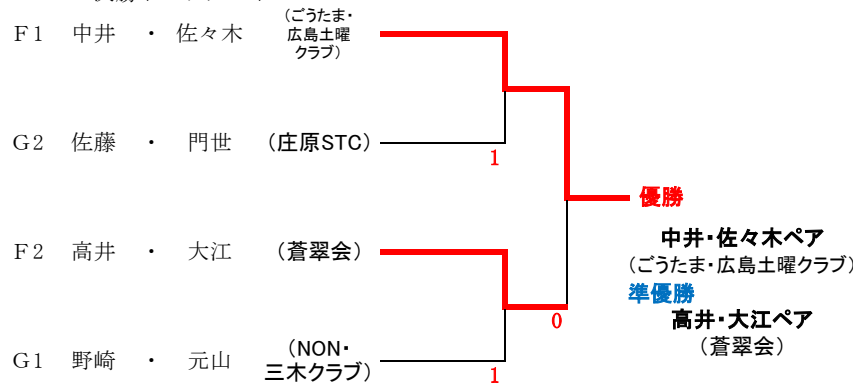 F1 中井 ・ 佐々木 (ごうたま・
広島土曜
クラブ)
G2 佐藤 ・ 門世 (庄原STC)
1
優勝
中井・佐々木ペア
(ごうたま・広島土曜クラブ)
F2 高井 ・ 大江 (蒼翠会)
準優勝
高井・大江ペア
(蒼翠会)
0
G1 野崎 ・ 元山 (NON・
三木クラブ)
1